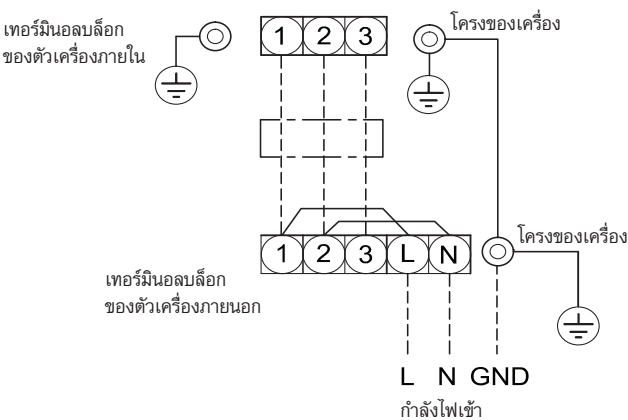 เทอร์มินอลบล็อก
ของตัวเครื่องภายใน
1 2 3
โครงของเครื่อง
1 2 3 L N
โครงของเครื่อง
เทอร์มินอลบล็อก
ของตัวเครื่องภายนอก
L N GND
กำลังไฟเข้า